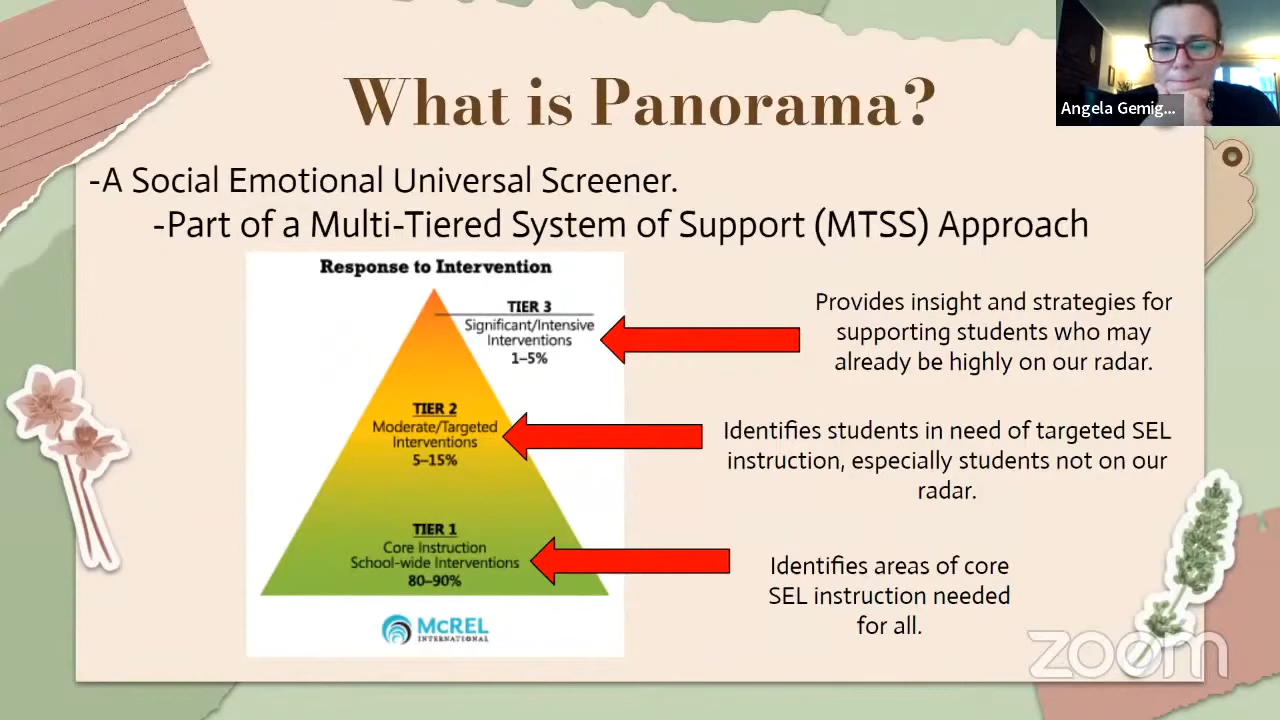 What is Panorama?
Angela Gemig...
-A Social Emotional Universal Screener.
-Part of a Multi-Tiered System of Support (MTSS) Approach
Response to Intervention
TIER 3
Significant/Intensive
Interventions
1–5%
Provides insight and strategies for
supporting students who may
already be highly on our radar.
TIER 2
Moderate/Targeted
Interventions
5–15%
Identifies students in need of targeted SEL
instruction, especially students not on our
radar.
TIER 1
Core Instruction
School-wide Interventions
80–90%
Identifies areas of core
SEL instruction needed
for all.
McREL
INTERNATIONAL
zoom